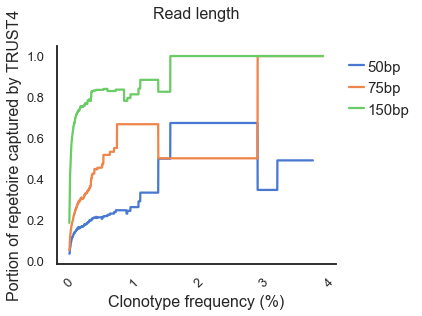 Read length
Portion of repetoire captured by TRUST4
1.0
0.8
0.6
0.4
0.2
0.0
0
1
2
3
4
Clonotype frequency (%)
50bp
75bp
150bp